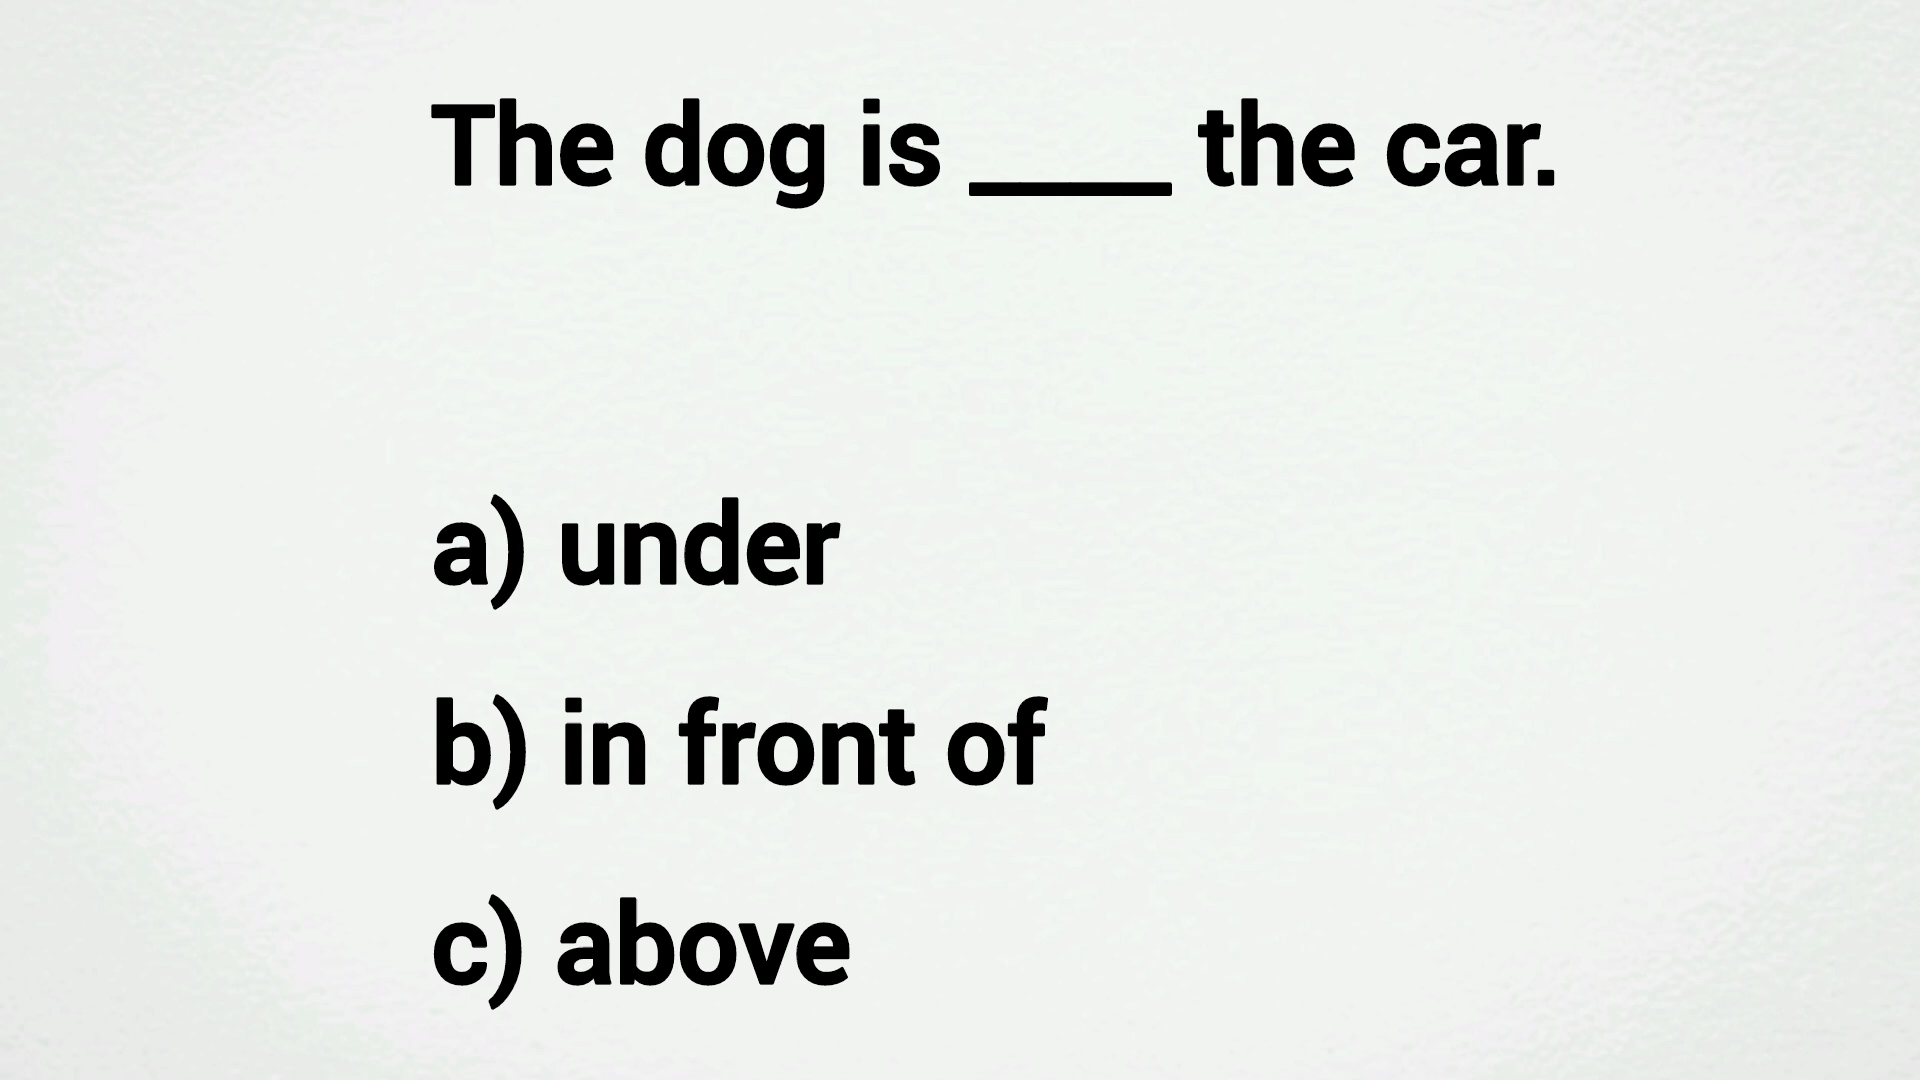 The dog is ____ the car.
a) under
b) in front of
c) above